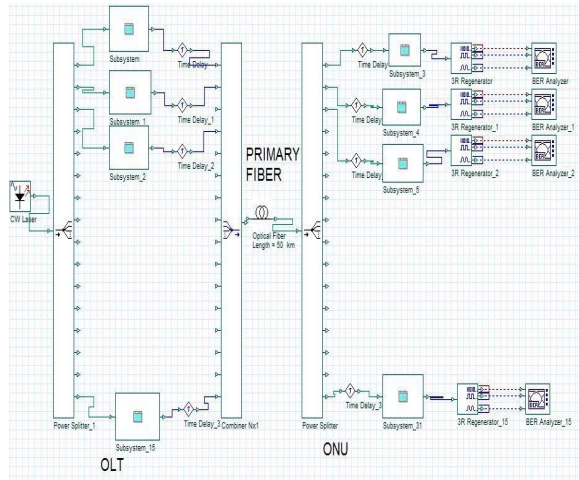 Subsystem
Time Delay
Subsystem_1
Time Delay_1
Subsystem_2
Time Delay_2
CW Laser
Power Splitter_1
Subsystem_15
Time Delay_3
Combiner Nx1
OLT
PRIMARY
FIBER
Optical Fiber
Length = 50 km
Time Delay
Subsystem_3
3R Regenerator
BER Analyzer
Time Delay
Subsystem_4
3R Regenerator_1
BER Analyzer_1
Time Delay
Subsystem_5
3R Regenerator_2
BER Analyzer_2
Power Splitter
Time Delay_3
Subsystem_31
3R Regenerator_15
BER Analyzer_15
ONU